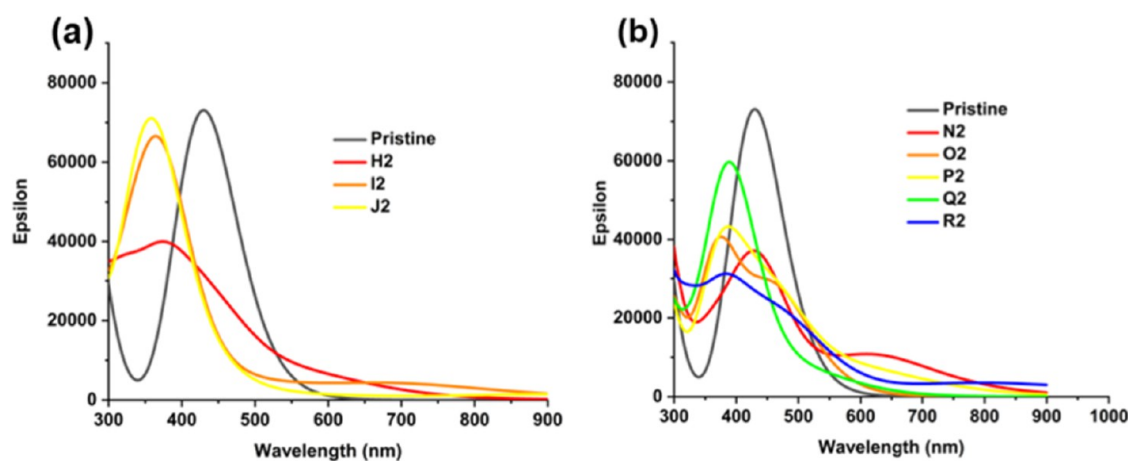 (a)
80000
60000
40000
20000
0
Epsilon
300 400 500 600 700 800 900
Wavelength (nm)
Pristine
H2
I2
J2
(b)
80000
60000
40000
20000
0
Epsilon
300 400 500 600 700 800 900 1000
Wavelength (nm)
Pristine
N2
O2
P2
Q2
R2